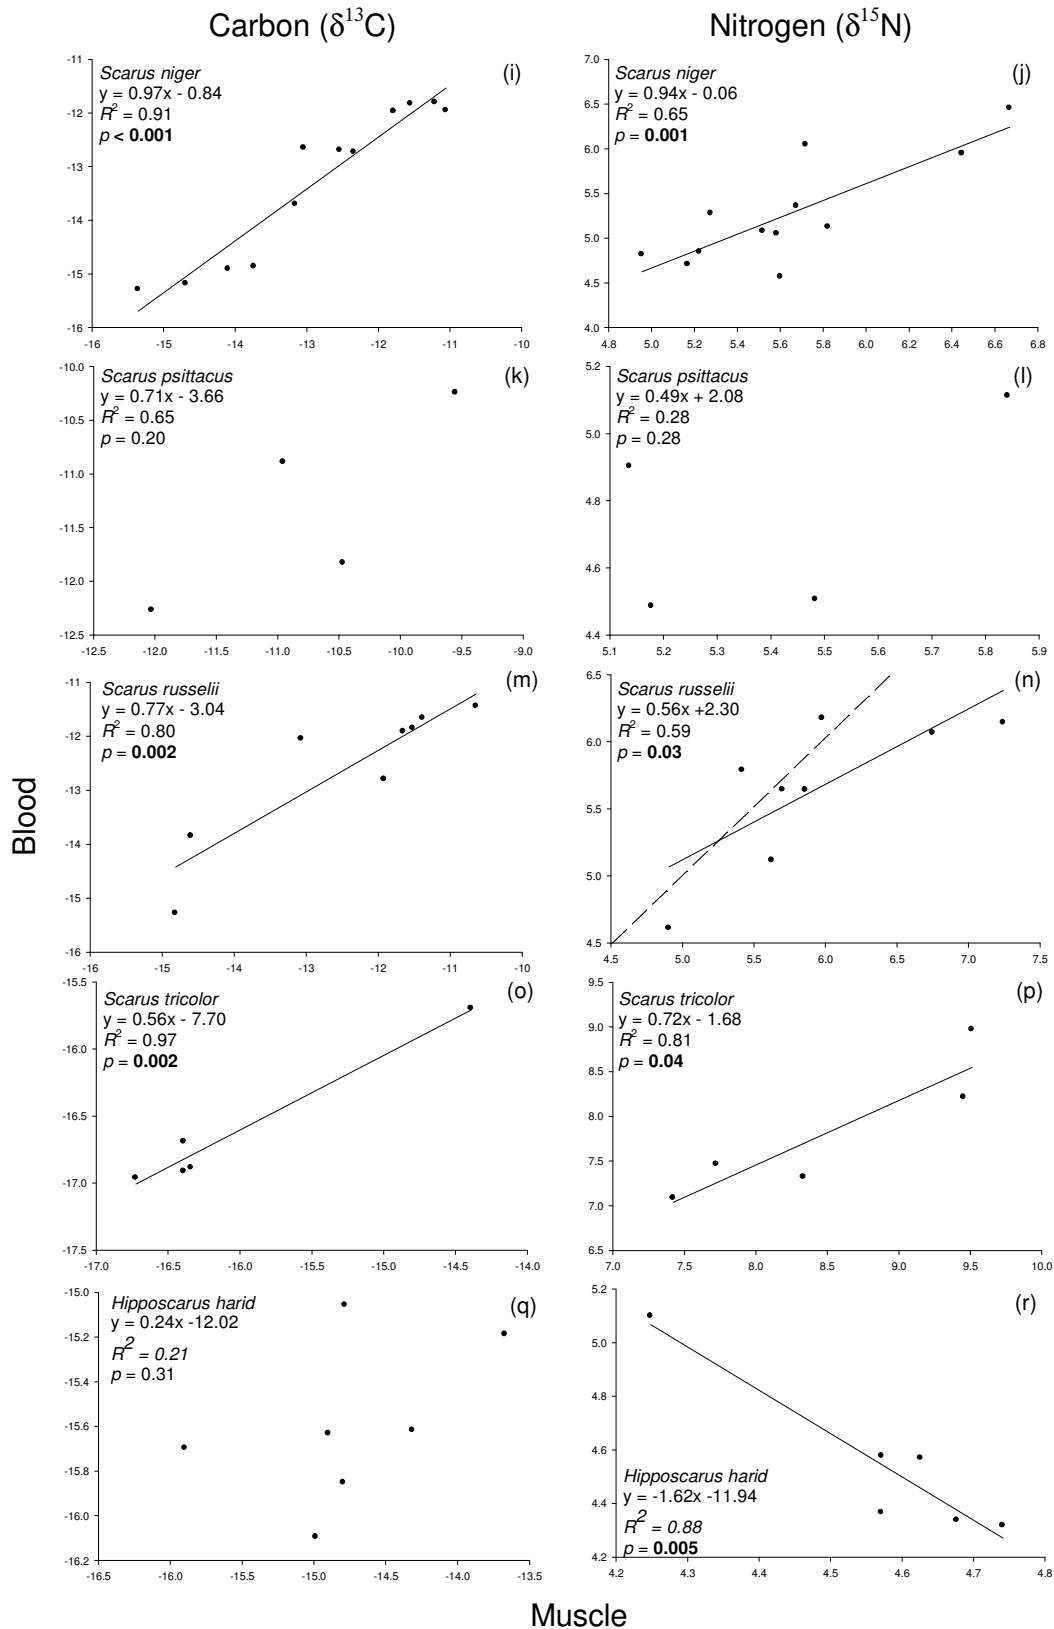 Carbon (δ¹³C)
Nitrogen (δ¹⁵N)
Scarus niger
y = 0.97x - 0.84
R² = 0.91
p < 0.001
(i)
-11
-12
-13
-14
-15
-16
-16 -15 -14 -13 -12 -11 -10
Scarus niger
y = 0.94x - 0.06
R² = 0.65
p = 0.001
(j)
7.0
6.5
6.0
5.5
5.0
4.5
4.0
4.8 5.0 5.2 5.4 5.6 5.8 6.0 6.2 6.4 6.6 6.8
Scarus psittacus
y = 0.71x - 3.66
R² = 0.65
p = 0.20
(k)
-10.0
-10.5
-11.0
-11.5
-12.0
-12.5
-12.5 -12.0 -11.5 -11.0 -10.5 -10.0 -9.5 -9.0
Scarus psittacus
y = 0.49x + 2.08
R² = 0.28
p = 0.28
(l)
5.2
5.0
4.8
4.6
4.4
5.1 5.2 5.3 5.4 5.5 5.6 5.7 5.8 5.9
Scarus russelii
y = 0.77x - 3.04
R² = 0.80
p = 0.002
(m)
-11
-12
-13
-14
-15
-16
-16 -15 -14 -13 -12 -11 -10
Scarus russelii
y = 0.56x +2.30
R² = 0.59
p = 0.03
(n)
6.5
6.0
5.5
5.0
4.5
4.5 5.0 5.5 6.0 6.5 7.0 7.5
Blood
Scarus tricolor
y = 0.56x - 7.70
R² = 0.97
p = 0.002
(o)
-15.5
-16.0
-16.5
-17.0
-17.5
-17.0 -16.5 -16.0 -15.5 -15.0 -14.5 -14.0
Scarus tricolor
y = 0.72x - 1.68
R² = 0.81
p = 0.04
(p)
9.5
9.0
8.5
8.0
7.5
7.0
6.5
7.0 7.5 8.0 8.5 9.0 9.5 10.0
Hipposcarus harid
y = 0.24x -12.02
R² = 0.21
p = 0.31
(q)
-15.0
-15.2
-15.4
-15.6
-15.8
-16.0
-16.2
-16.5 -16.0 -15.5 -15.0 -14.5 -14.0 -13.5
(r)
Hipposcarus harid
y = -1.62x -11.94
R² = 0.88
p = 0.005
5.2
5.0
4.8
4.6
4.4
4.2
4.2 4.3 4.4 4.5 4.6 4.7 4.8
Muscle